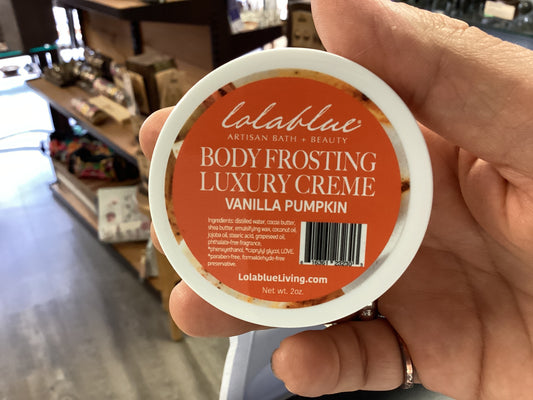 lolablue
ARTISAN BATH + BEAUTY
BODY FROSTING
LUXURY CREME
VANILLA PUMPKIN
Ingredients: distilled water, cocoa butter,
shea butter, emulsifying wax, coconut oil,
jojoba oil, stearic acid, grapeseed oil,
phthalate-free fragrance,
*phenoxyethanol, *caprylyl glycol, LOVE.
*paraben-free, formaldehyde-free
preservative.
LolablueLiving.com
Net wt. 2oz.